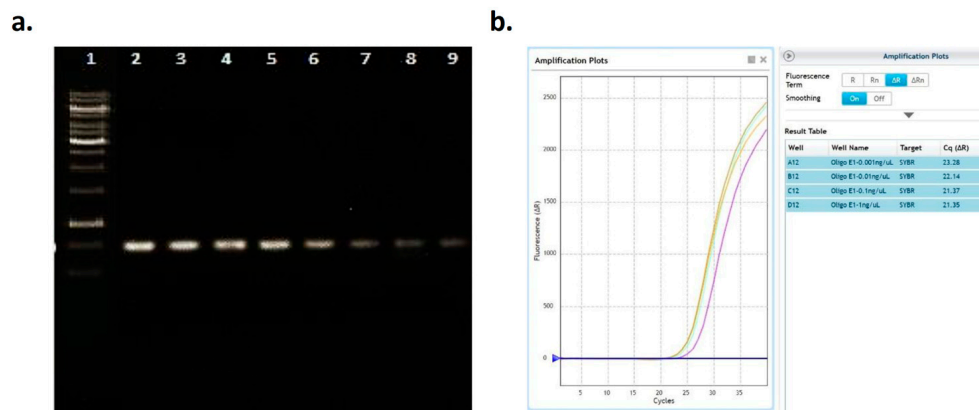 a.
b.
1 2 3 4 5 6 7 8 9
Amplification Plots
2500
2000
1500
1000
500
0
5 10 15 20 25 30 35
Fluorescence (ΔR)
Cycles
Amplification Plots
Fluorescence Term R Rn ΔR ΔRn
Smoothing On Off
Result Table
Well Well Name Target Cq (ΔR)
A12 Oligo E1-0.001ng/uL SYBR 23.28
B12 Oligo E1-0.01ng/uL SYBR 22.14
C12 Oligo E1-0.1ng/uL SYBR 21.37
D12 Oligo E1-1ng/uL SYBR 21.35